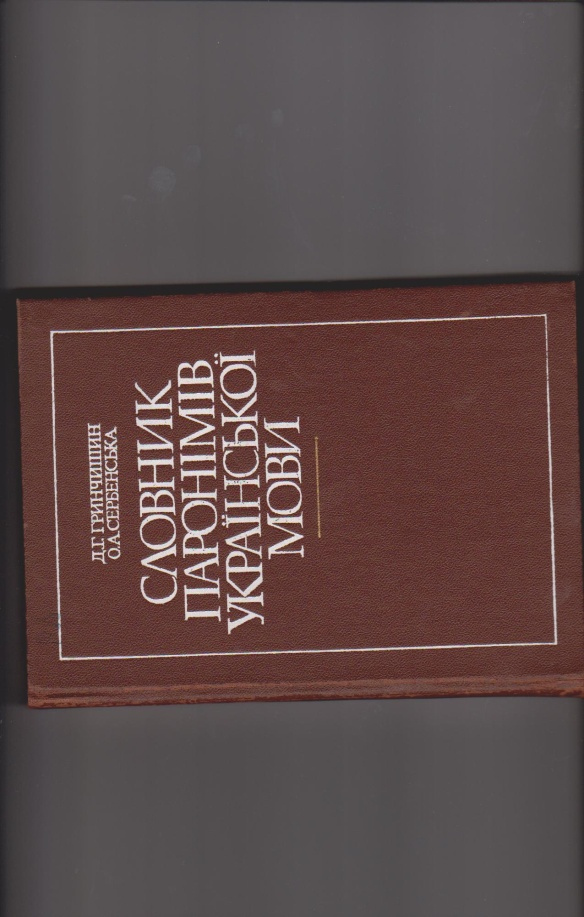 Д.Г. ГРИНЧИШИН
О.А.СЕРБЕНСЬКА
СЛОВНИК
ПАРОНІМІВ
УКРАЇНСЬКОЇ
МОВИ